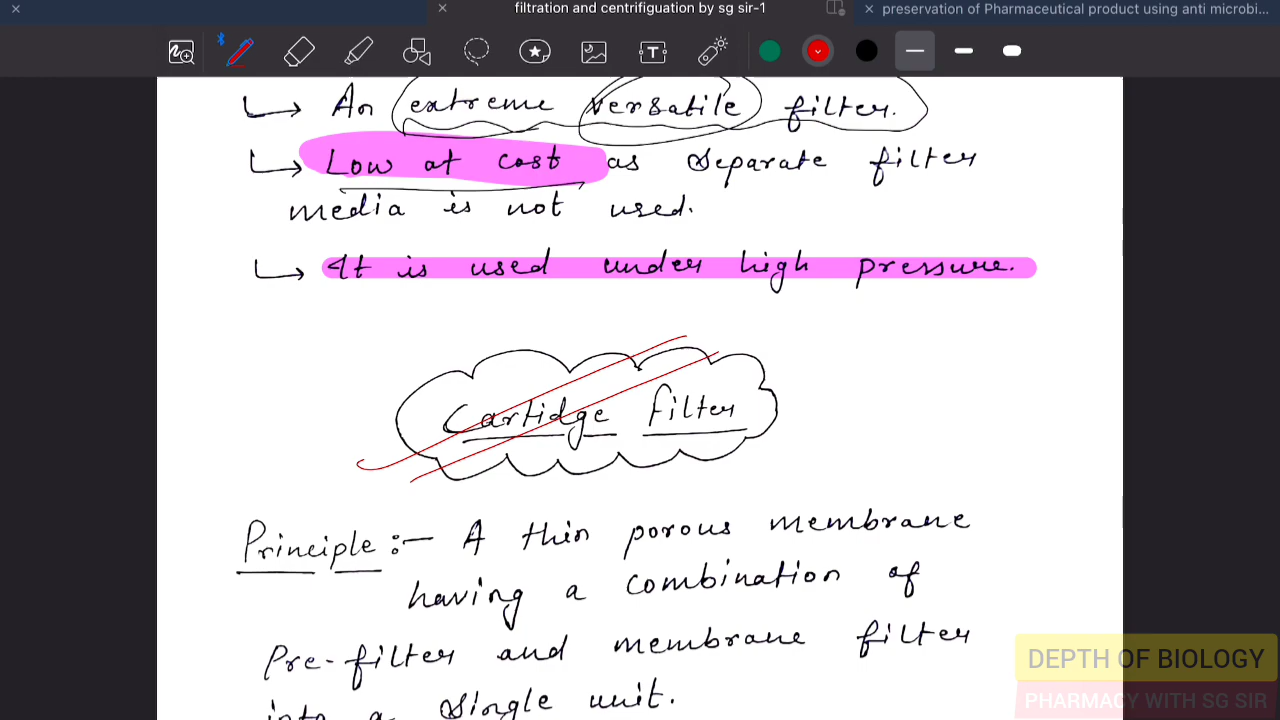 filtration and centrifiguation by sg sir-1
preservation of Pharmaceutical product using anti microbi...
An extreme versatile filter.
Low at cost as separate filter
media is not used.
It is used under high pressure.
Cartidge filter
Principle :- A thin porous membrane
having a combination of
Pre-filter and membrane filter
into a single unit.
DEPTH OF BIOLOGY
PHARMACY WITH SG SIR